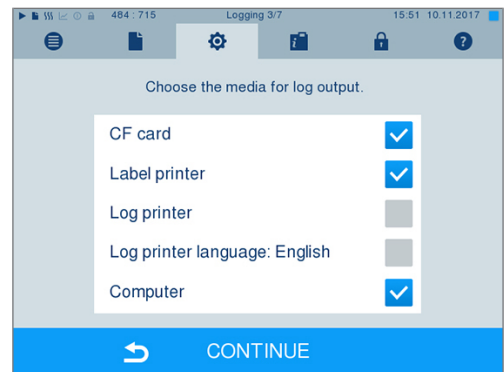 484 : 715 Logging 3/7 15:51 10.11.2017
Choose the media for log output.
CF card
Label printer
Log printer
Log printer language: English
Computer
CONTINUE